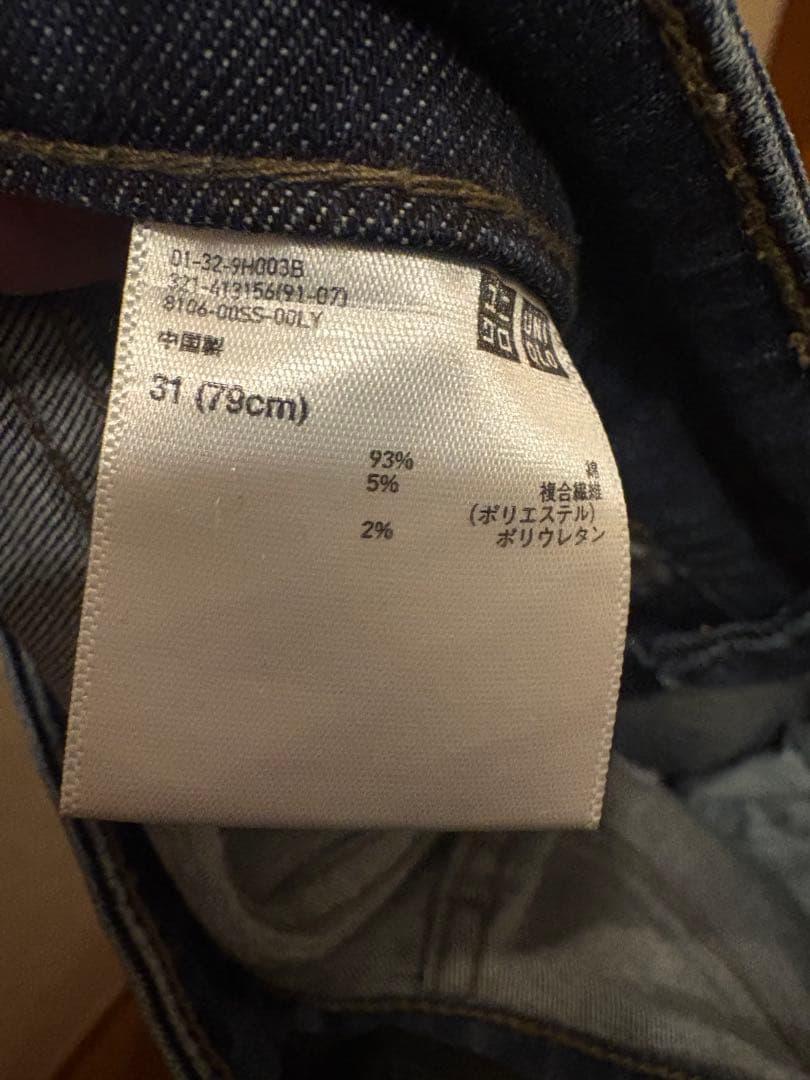 01-32-9H003B
321-413156(91-07)
8106-00SS-00LY
中国製
ユニクロ
UNI
QLO
31 (79cm)
93% 綿
5% 複合繊維
(ポリエステル)
2% ポリウレタン